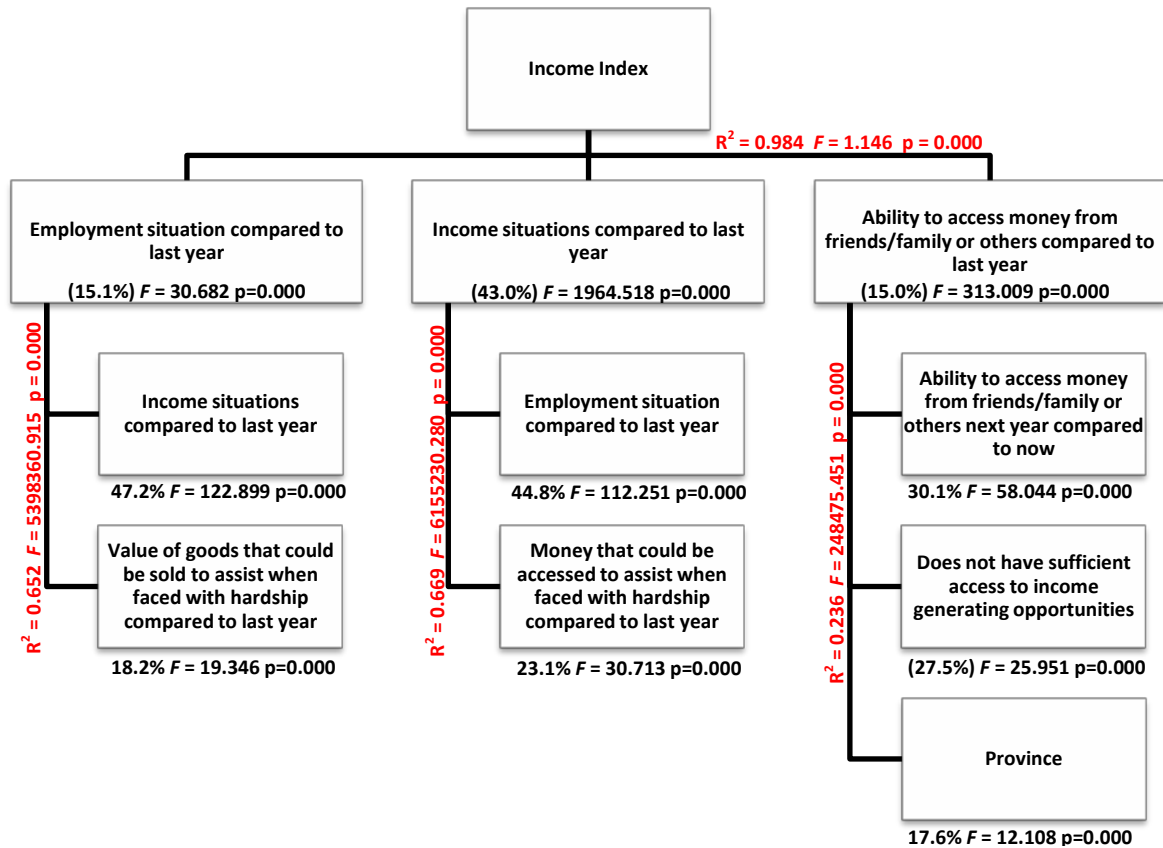 Income Index
R² = 0.984 F = 1.146 p = 0.000
Employment situation compared to
last year
(15.1%) F = 30.682 p=0.000
Income situations compared to last
year
(43.0%) F = 1964.518 p=0.000
Ability to access money from
friends/family or others compared to
last year
(15.0%) F = 313.009 p=0.000
R² = 0.652 F = 5398360.915 p = 0.000
Income situations
compared to last year
47.2% F = 122.899 p=0.000
Value of goods that could
be sold to assist when
faced with hardship
compared to last year
18.2% F = 19.346 p=0.000
R² = 0.669 F = 6155230.280 p = 0.000
Employment situation
compared to last year
44.8% F = 112.251 p=0.000
Money that could be
accessed to assist when
faced with hardship
compared to last year
23.1% F = 30.713 p=0.000
R² = 0.236 F = 248475.451 p = 0.000
Ability to access money
from friends/family or
others next year compared
to now
30.1% F = 58.044 p=0.000
Does not have sufficient
access to income
generating opportunities
(27.5%) F = 25.951 p=0.000
Province
17.6% F = 12.108 p=0.000